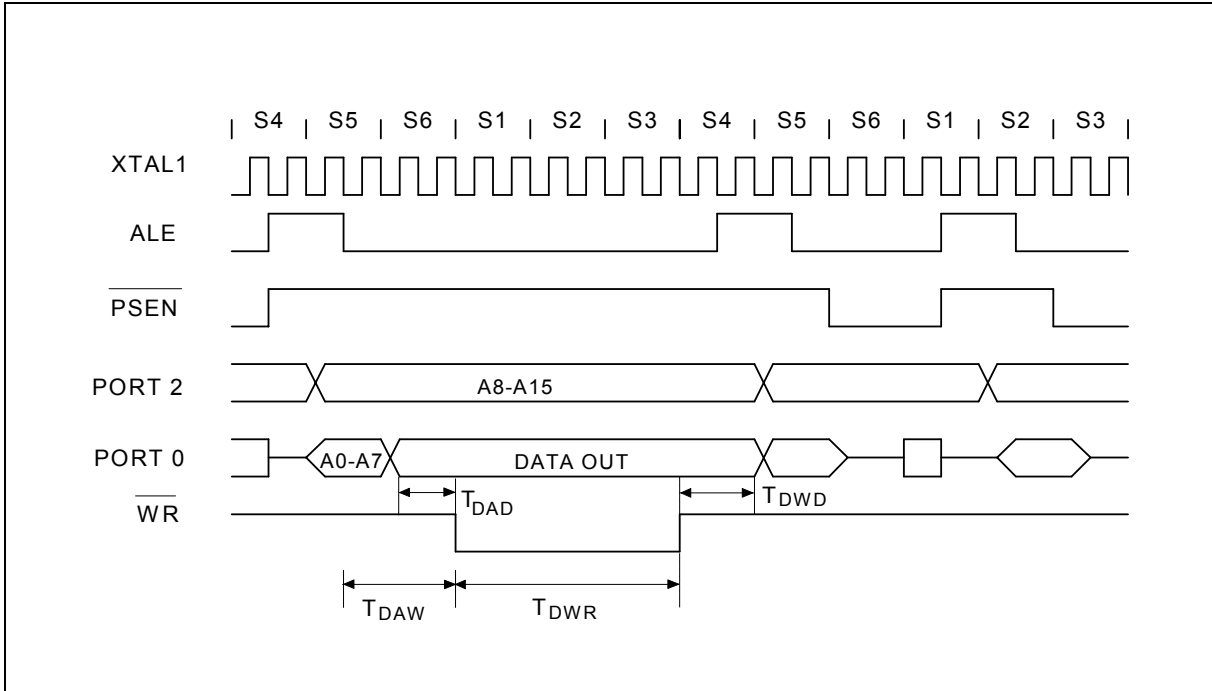 | S4 | S5 | S6 | S1 | S2 | S3 | S4 | S5 | S6 | S1 | S2 | S3 |
XTAL1
ALE
PSEN
PORT 2
A8-A15
PORT 0
A0-A7
DATA OUT
WR
TDAD
TDWD
TDAW
TDWR